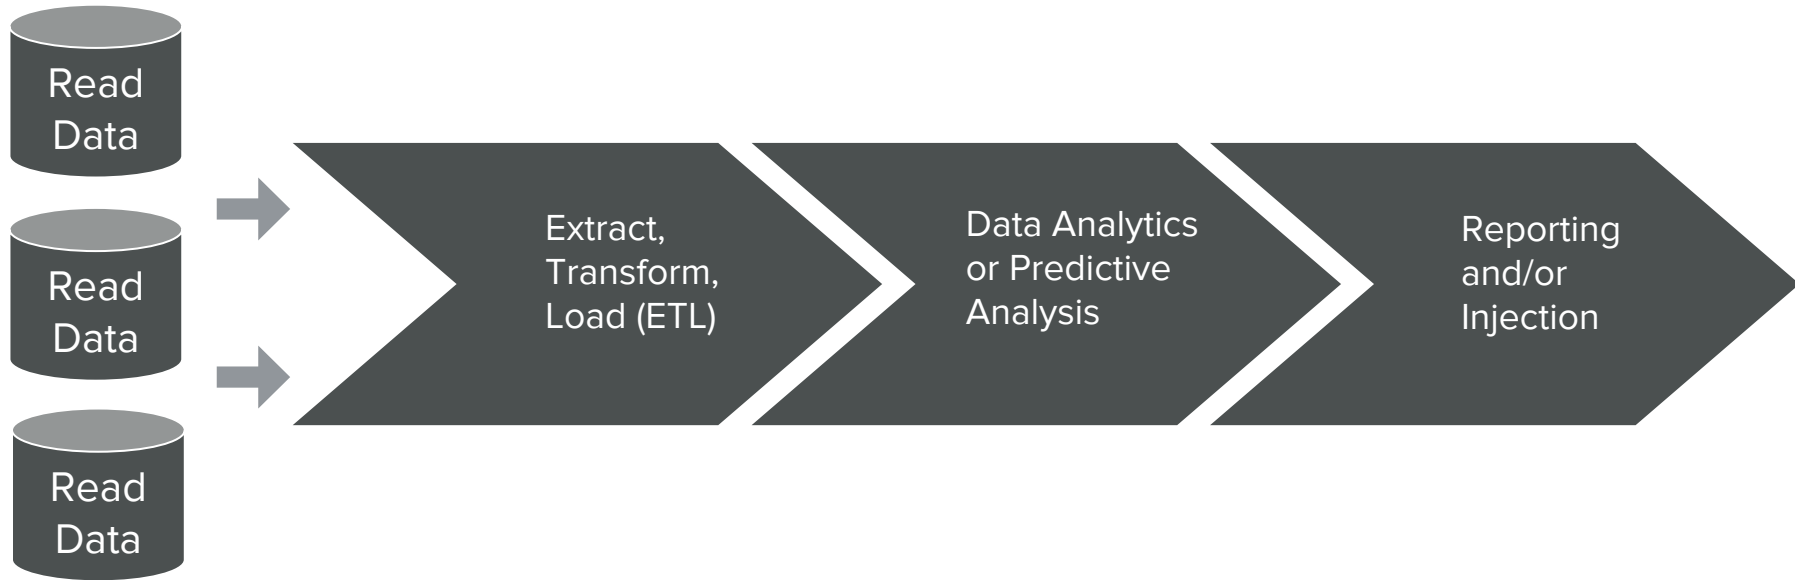 Read
Data
Read
Data
Read
Data
Extract,
Transform,
Load (ETL)
Data Analytics
or Predictive
Analysis
Reporting
and/or
Injection